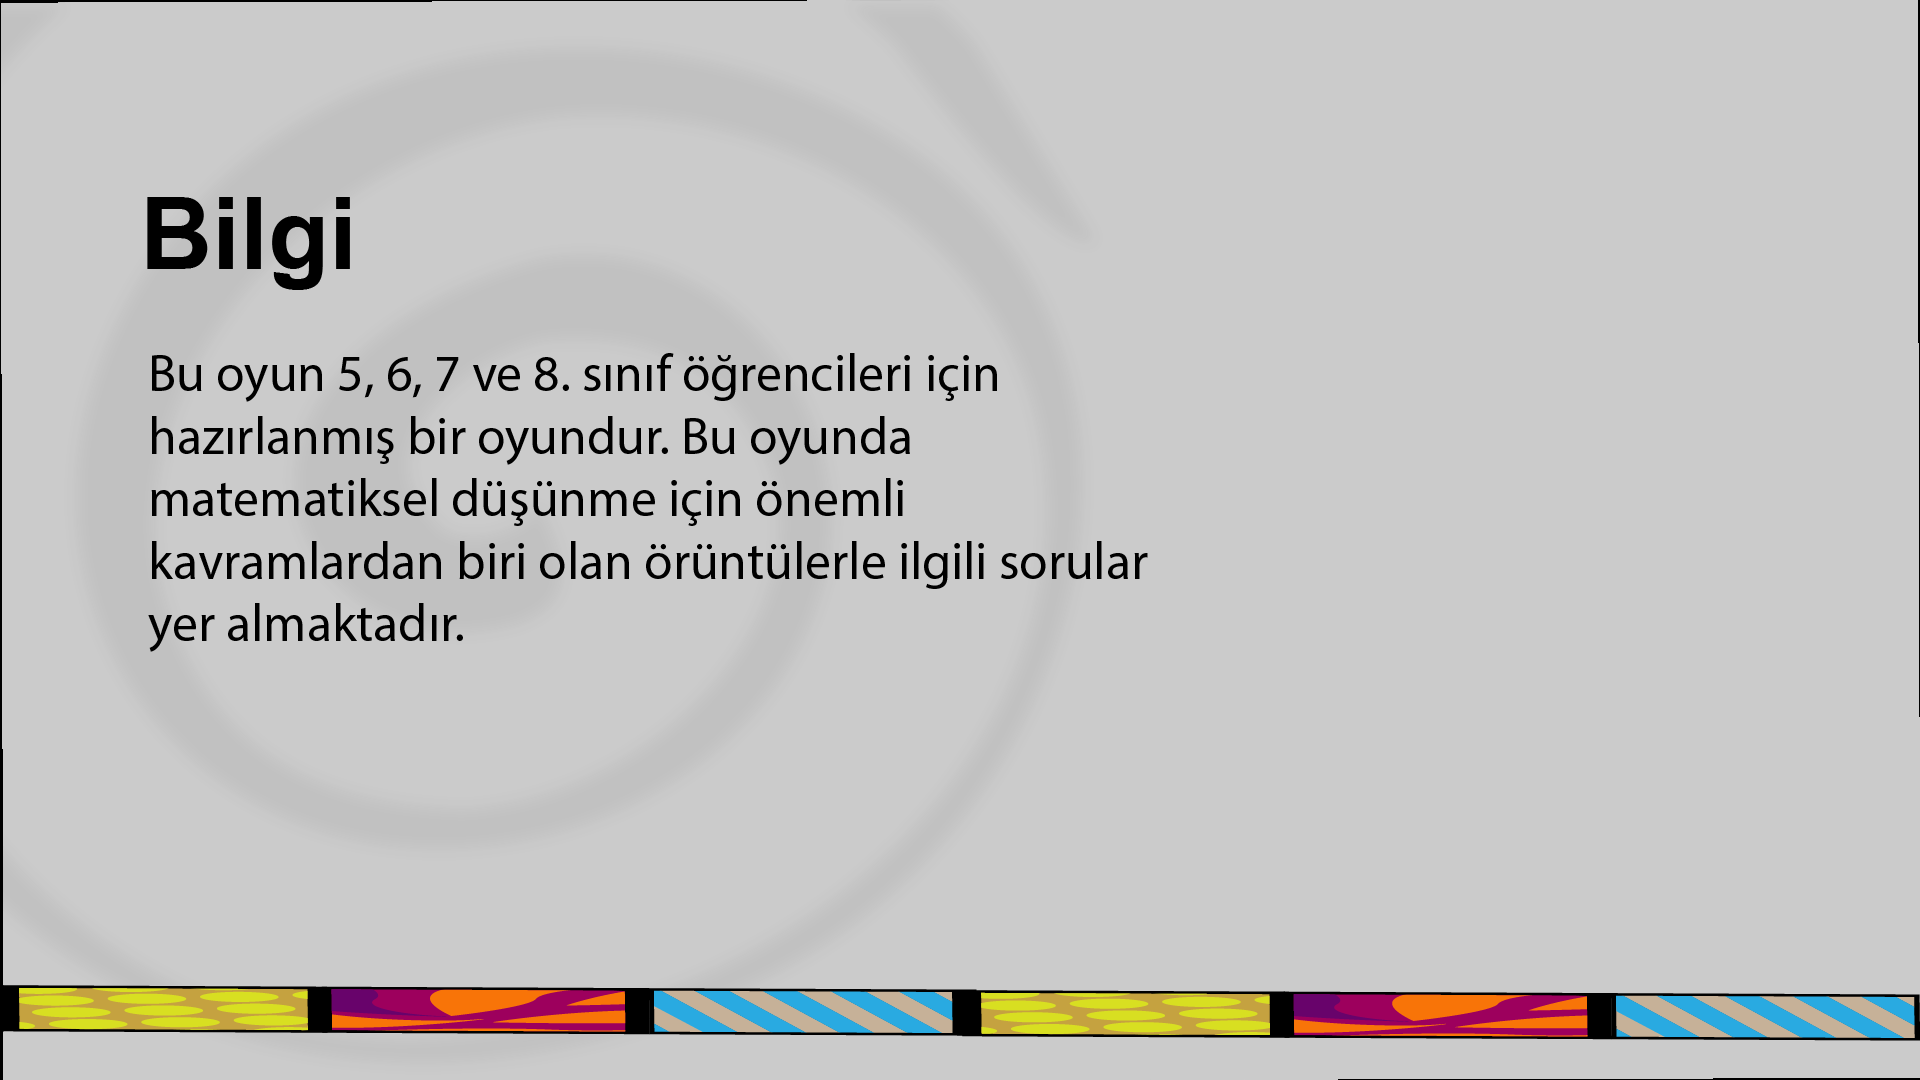 Bilgi
Bu oyun 5, 6, 7 ve 8. sınıf öğrencileri için
hazırlanmış bir oyundur. Bu oyunda
matematiksel düşünme için önemli
kavramlardan biri olan örüntülerle ilgili sorular
yer almaktadır.